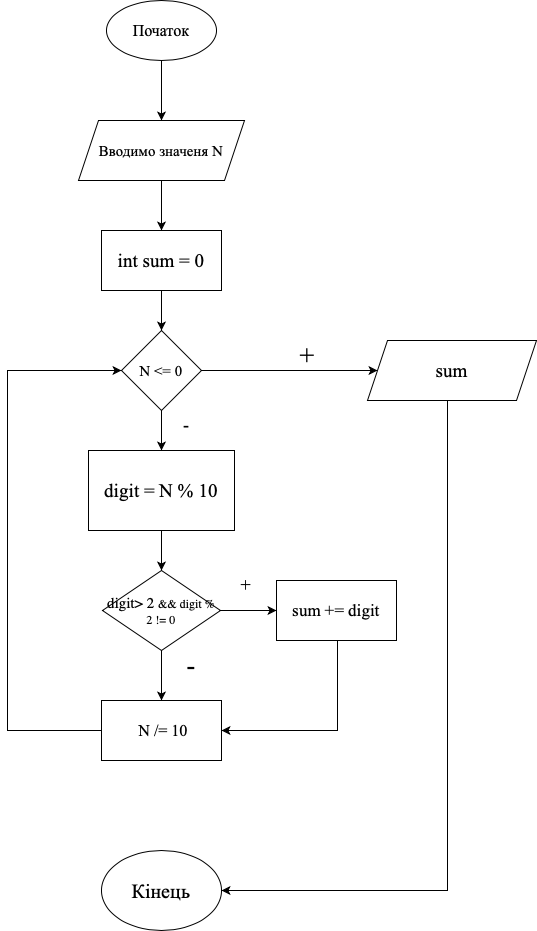 Початок
Вводимо значеня N
int sum = 0
N <= 0
+
sum
-
digit = N % 10
digit> 2 && digit %
2 != 0
+
sum += digit
-
N /= 10
Кінець